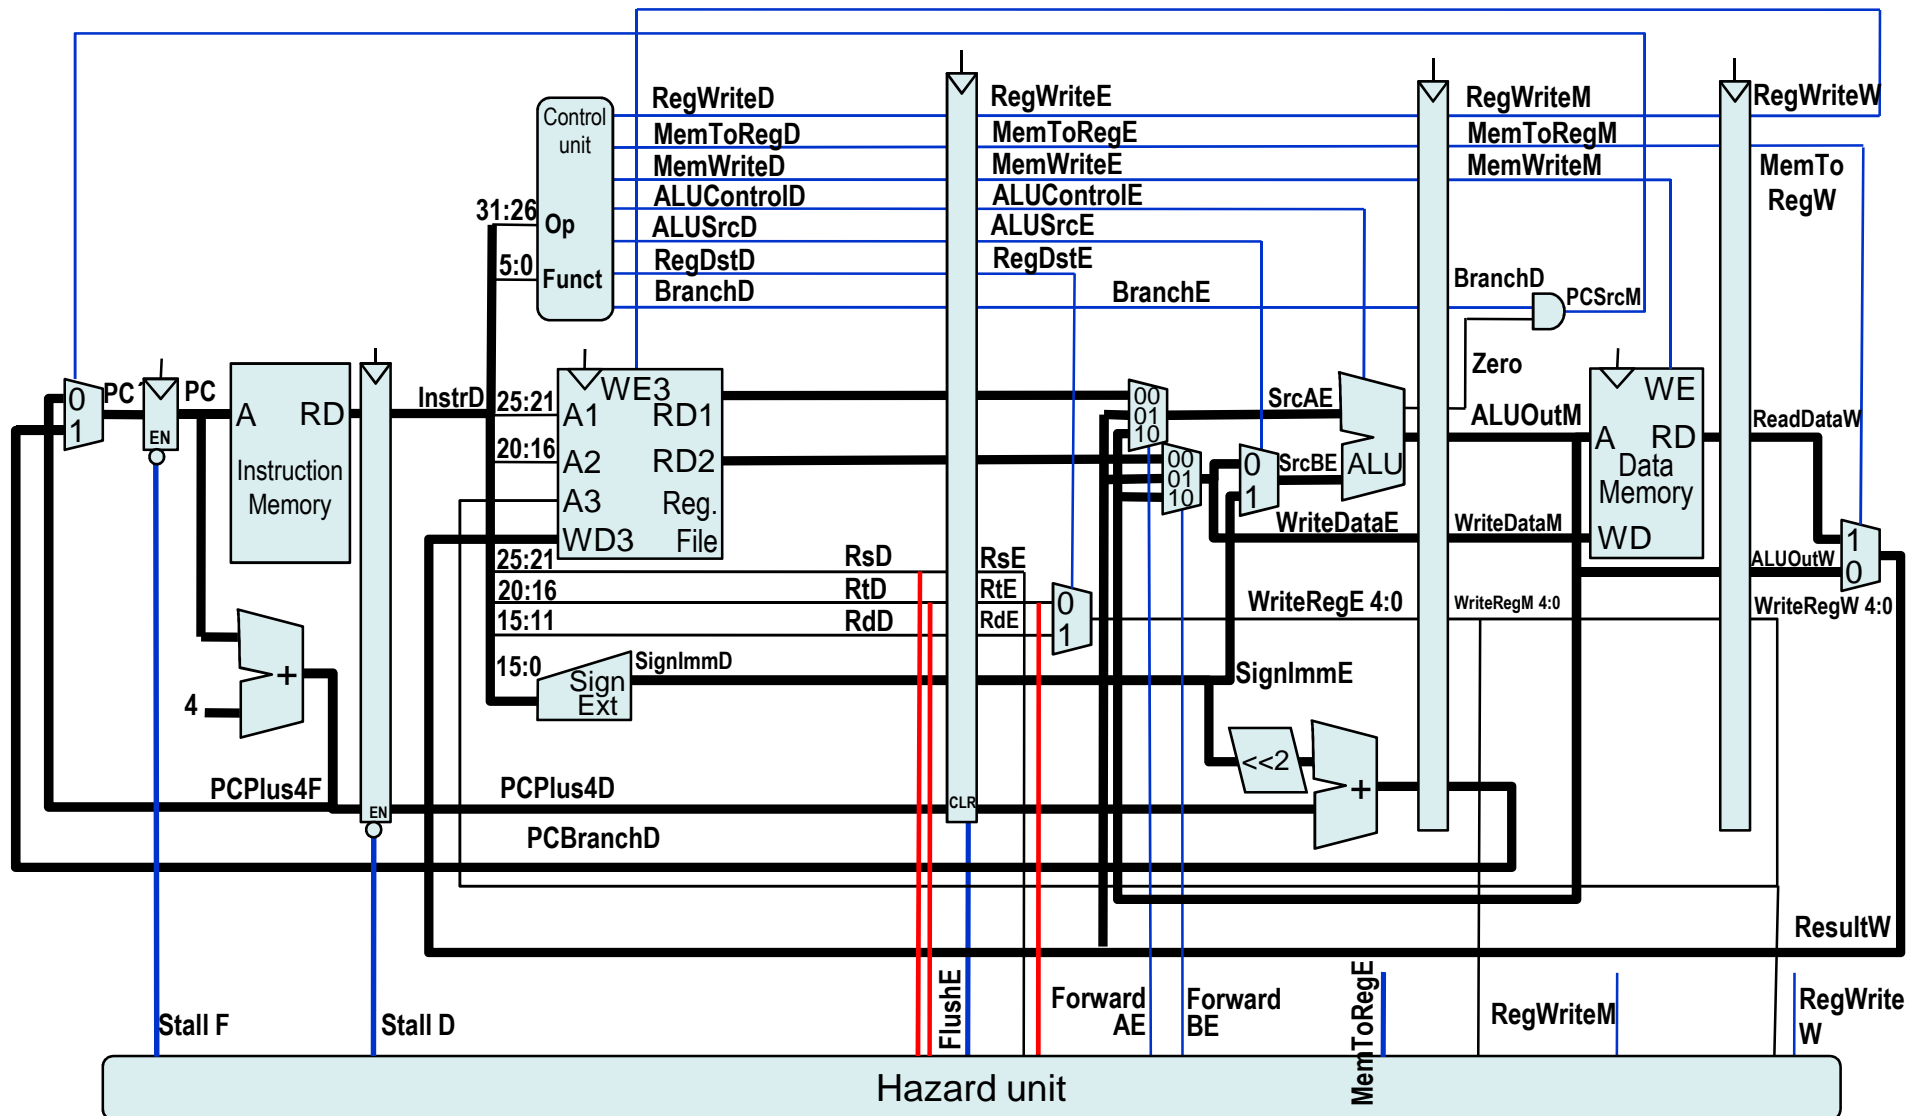 RegWriteD
RegWriteE
RegWriteM
RegWriteW
Control
unit
MemToRegD
MemToRegE
MemToRegM
MemWriteD
MemWriteE
MemWriteM
MemTo
RegW
ALUControlD
ALUControlE
31:26
Op
ALUSrcD
ALUSrcE
5:0
Funct
RegDstD
RegDstE
BranchD
BranchE
BranchD
PCSrcM
Zero
0
1
PC'
EN
PC
A
RD
Instruction
Memory
InstrD
25:21
20:16
WE3
A1
RD1
A2
RD2
A3
Reg.
WD3
File
00
01
10
00
01
10
SrcAE
0
1
SrcBE
ALU
ALUOutM
WE
A
RD
Data
Memory
WD
ReadDataW
WriteDataE
WriteDataM
1
0
ALUOutW
25:21
RsD
RsE
20:16
RtD
RtE
15:11
RdD
RdE
0
1
WriteRegE 4:0
WriteRegM 4:0
WriteRegW 4:0
15:0
Sign
Ext
SignImmD
SignImmE
+
4
<<2
+
PCPlus4F
EN
PCPlus4D
CLR
PCBranchD
ResultW
Stall F
Stall D
FlushE
Forward
AE
Forward
BE
MemToRegE
RegWriteM
RegWrite
W
Hazard unit